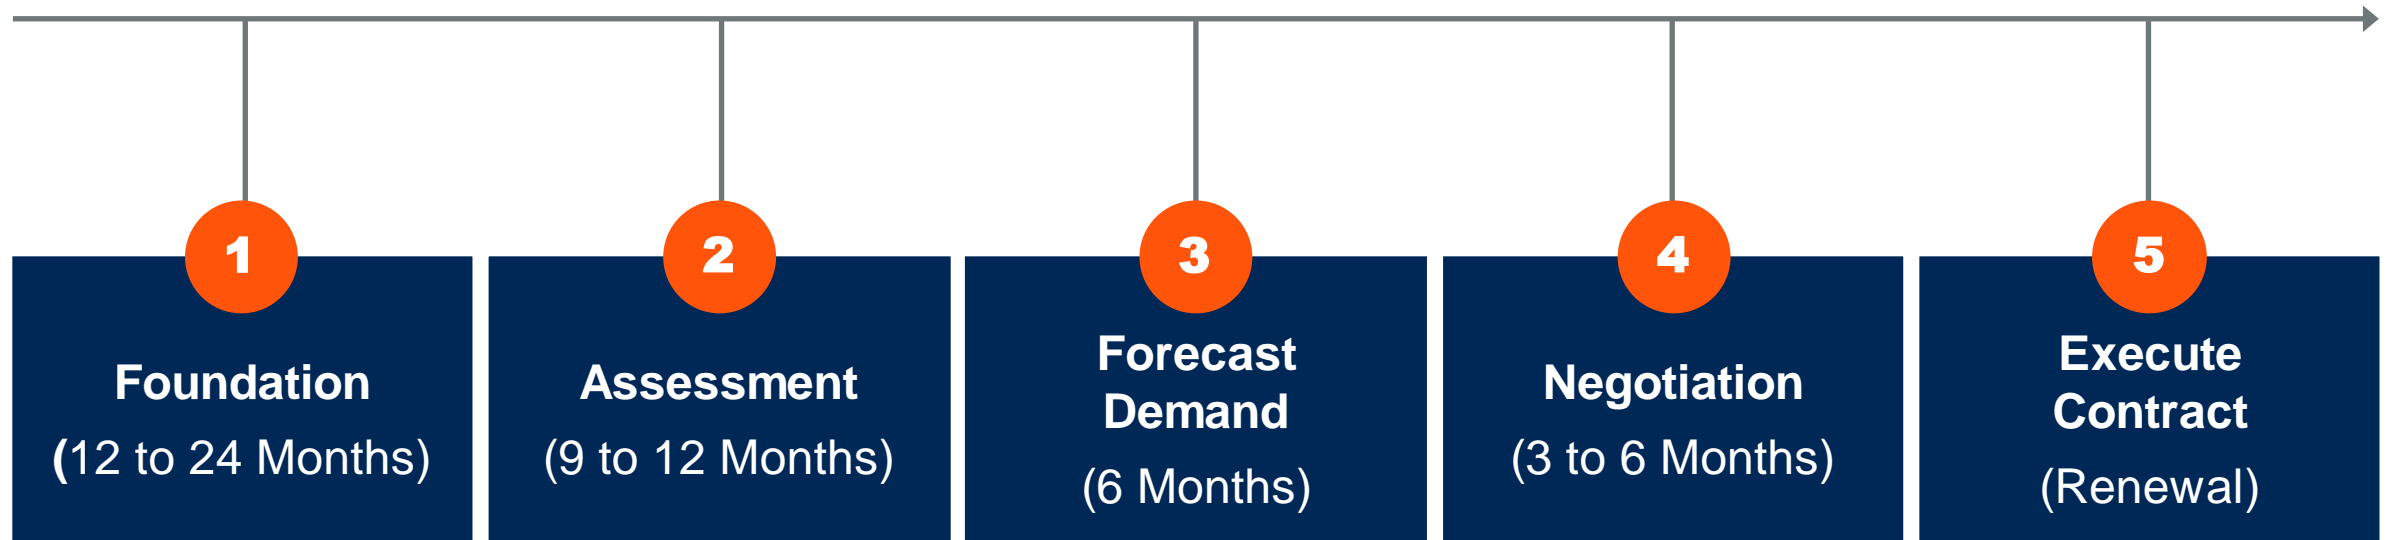 1
Foundation
(12 to 24 Months)
2
Assessment
(9 to 12 Months)
3
Forecast
Demand
(6 Months)
4
Negotiation
(3 to 6 Months)
5
Execute
Contract
(Renewal)